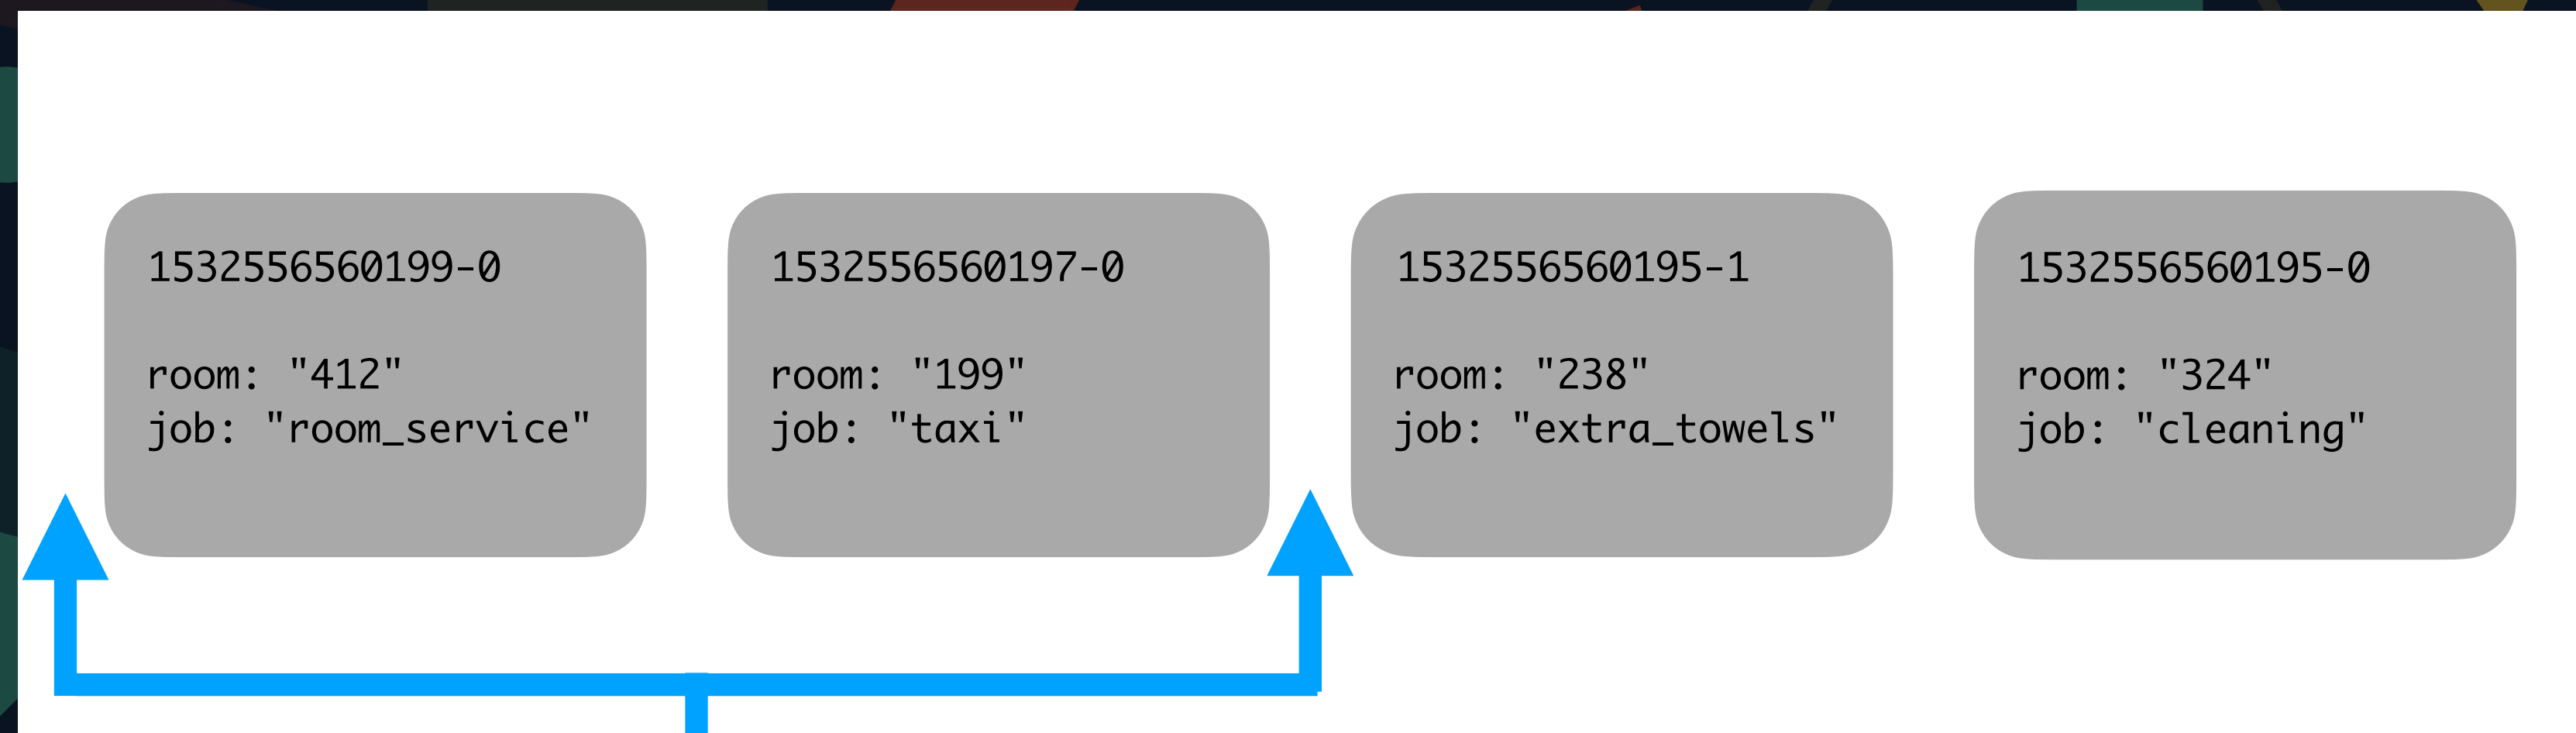 1532556560199-0
room: "412"
job: "room_service"
1532556560197-0
room: "199"
job: "taxi"
1532556560195-1
room: "238"
job: "extra_towels"
1532556560195-0
room: "324"
job: "cleaning"